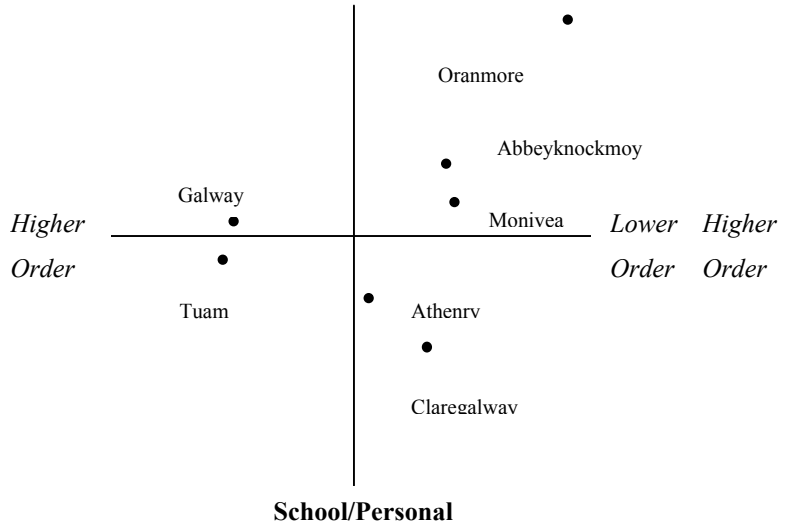 Oranmore
Abbeyknockmoy
Galway
Higher Monivea Lower Higher
Order Order Order
Tuam Athenry
Claregalway
School/Personal